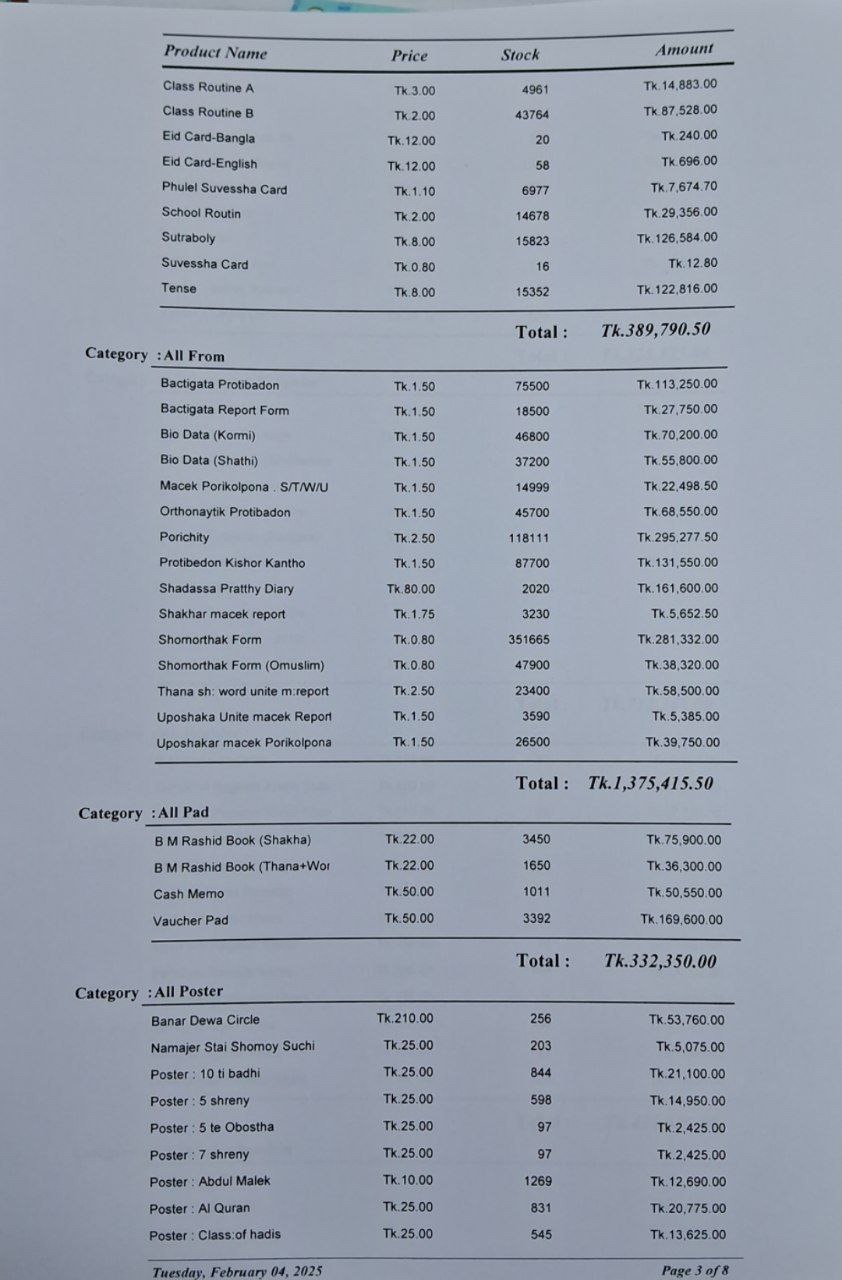 Product Name Price Stock Amount
Class Routine A Tk.3.00 4961 Tk.14,883.00
Class Routine B Tk.2.00 43764 Tk.87,528.00
Eid Card-Bangla Tk.12.00 20 Tk.240.00
Eid Card-English Tk.12.00 58 Tk.696.00
Phulel Suvessha Card Tk.1.10 6977 Tk.7,674.70
School Routin Tk.2.00 14678 Tk.29,356.00
Sutraboly Tk.8.00 15823 Tk.126,584.00
Suvessha Card Tk.0.80 16 Tk.12.80
Tense Tk.8.00 15352 Tk.122,816.00
Total : Tk.389,790.50
Category : All From
Bactigata Protibadon Tk.1.50 75500 Tk.113,250.00
Bactigata Report Form Tk.1.50 18500 Tk.27,750.00
Bio Data (Kormi) Tk.1.50 46800 Tk.70,200.00
Bio Data (Shathi) Tk.1.50 37200 Tk.55,800.00
Macek Porikolpona . S/T/W/U Tk.1.50 14999 Tk.22,498.50
Orthonaytik Protibadon Tk.1.50 45700 Tk.68,550.00
Porichity Tk.2.50 118111 Tk.295,277.50
Protibedon Kishor Kantho Tk.1.50 87700 Tk.131,550.00
Shadassa Pratthy Diary Tk.80.00 2020 Tk.161,600.00
Shakhar macek report Tk.1.75 3230 Tk.5,652.50
Shomorthak Form Tk.0.80 351665 Tk.281,332.00
Shomorthak Form (Omuslim) Tk.0.80 47900 Tk.38,320.00
Thana sh: word unite m:report Tk.2.50 23400 Tk.58,500.00
Uposhaka Unite macek Report Tk.1.50 3590 Tk.5,385.00
Uposhakar macek Porikolpona Tk.1.50 26500 Tk.39,750.00
Total : Tk.1,375,415.50
Category : All Pad
B M Rashid Book (Shakha) Tk.22.00 3450 Tk.75,900.00
B M Rashid Book (Thana+Wor Tk.22.00 1650 Tk.36,300.00
Cash Memo Tk.50.00 1011 Tk.50,550.00
Vaucher Pad Tk.50.00 3392 Tk.169,600.00
Total : Tk.332,350.00
Category : All Poster
Banar Dewa Circle Tk.210.00 256 Tk.53,760.00
Namajer Stai Shomoy Suchi Tk.25.00 203 Tk.5,075.00
Poster : 10 ti badhi Tk.25.00 844 Tk.21,100.00
Poster : 5 shreny Tk.25.00 598 Tk.14,950.00
Poster : 5 te Obostha Tk.25.00 97 Tk.2,425.00
Poster : 7 shreny Tk.25.00 97 Tk.2,425.00
Poster : Abdul Malek Tk.10.00 1269 Tk.12,690.00
Poster : Al Quran Tk.25.00 831 Tk.20,775.00
Poster : Class:of hadis Tk.25.00 545 Tk.13,625.00
Tuesday, February 04, 2025 Page 3 of 8